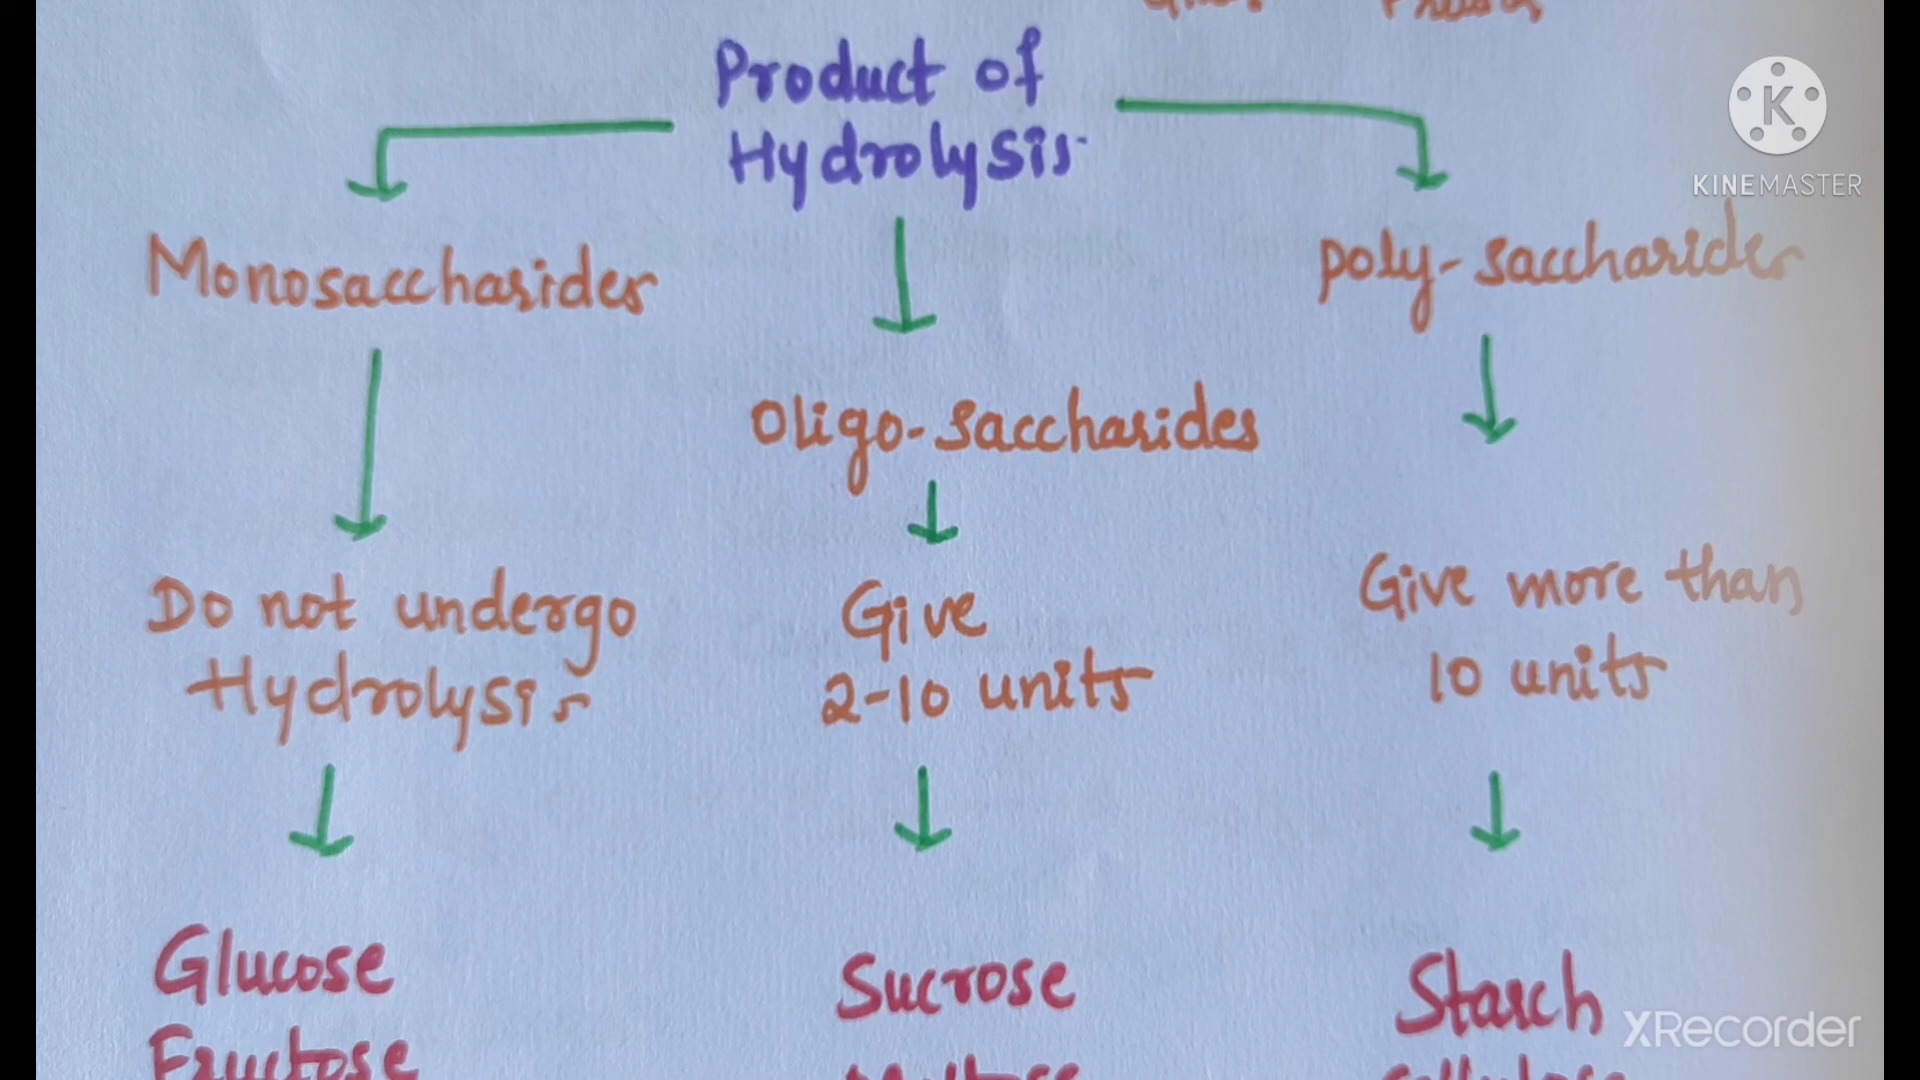 Product of
Hydrolysis
K
KINEMASTER
Monosaccharides
poly-saccharides
Oligo-saccharides
Do not undergo
Hydrolysis
Give
2-10 units
Give more than
10 units
Glucose
Sucrose
Starch
Fructose
XRecorder